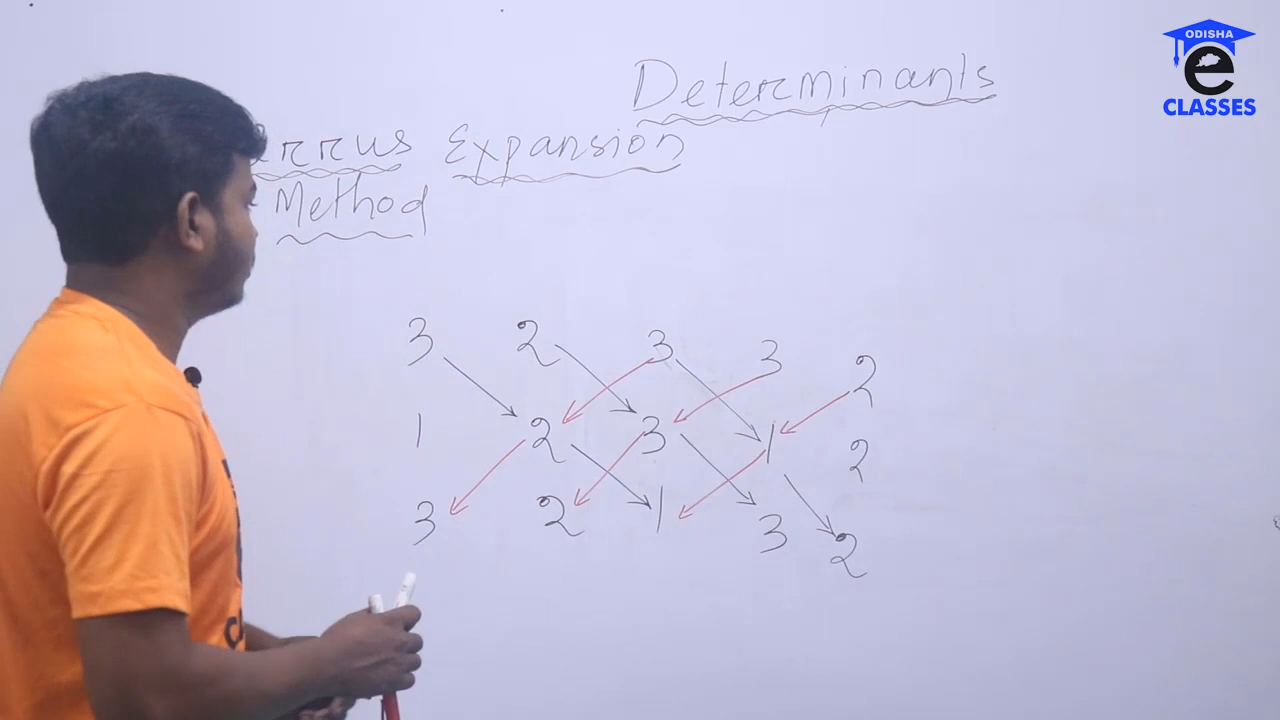 ODISHA
e
CLASSES
Determinants
Expansion
Method
3 2 3 3 2
1 2 3 1 2
3 2 1 3 2